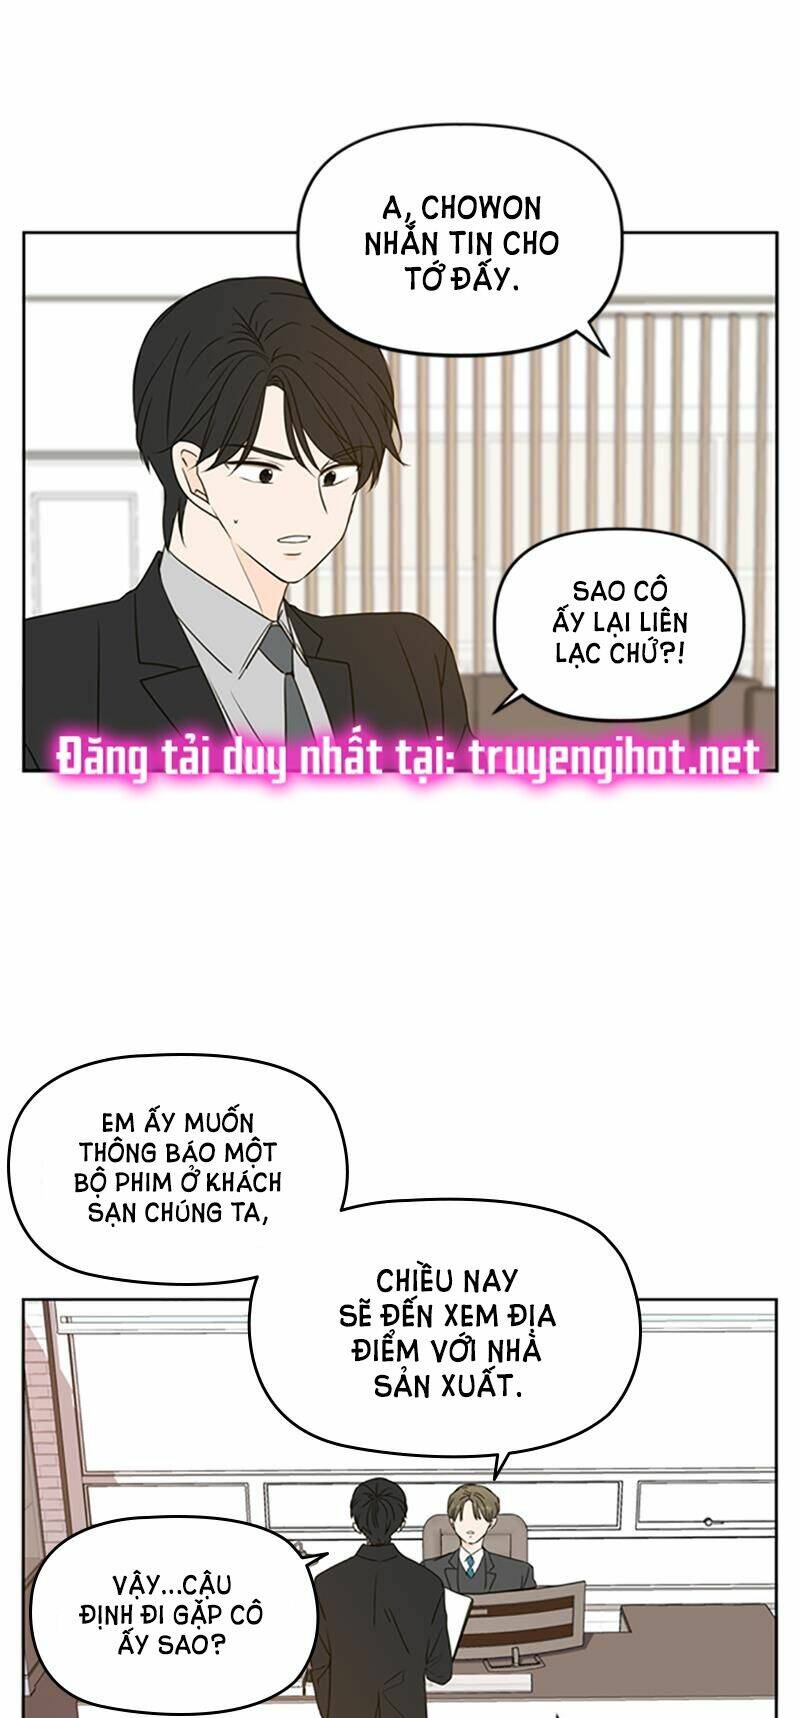 A, CHOWON
NHẮN TIN CHO
TỚ ĐẤY.
SAO CÔ
ẤY LẠI LIÊN
LẠC CHỨ?!
Đăng tải duy nhất tại: truyengihot.net
EM ẤY MUỐN
THÔNG BÁO MỘT
BỘ PHIM Ở KHÁCH
SẠN CHÚNG TA,
CHIỀU NAY
SẼ ĐẾN XEM ĐỊA
ĐIỂM VỚI NHÀ
SẢN XUẤT.
VẬY...CẬU
ĐỊNH ĐI GẶP CÔ
ẤY SAO?